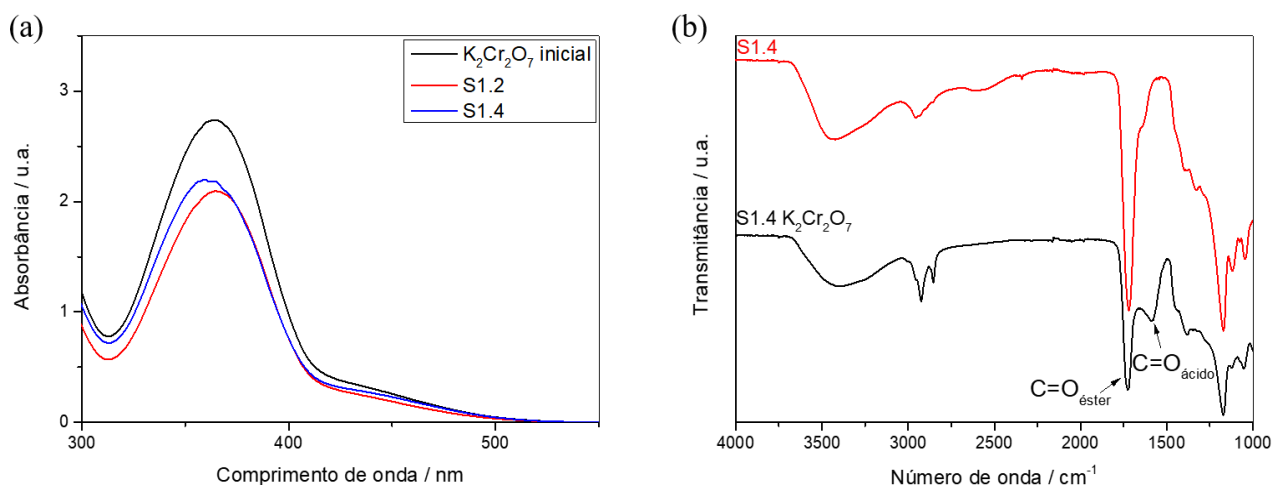 (a)
K₂Cr₂O₇ inicial
S1.2
S1.4
3
2
1
0
300
400
500
Absorbância / u.a.
Comprimento de onda / nm
(b)
S1.4
S1.4 K₂Cr₂O₇
C=Oácido
C=Oéster
4000 3500 3000 2500 2000 1500 1000
Transmitância / u.a.
Número de onda / cm⁻¹